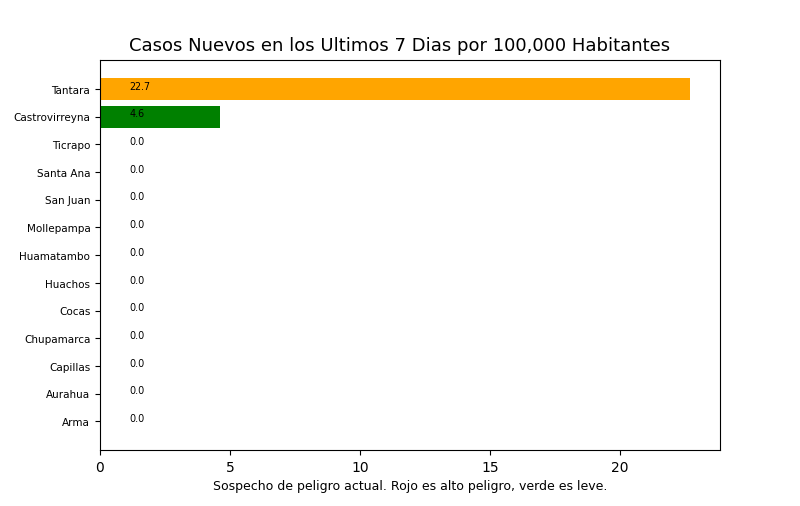 Casos Nuevos en los Ultimos 7 Dias por 100,000 Habitantes
Tantara 22.7
Castrovirreyna 4.6
Ticrapo 0.0
Santa Ana 0.0
San Juan 0.0
Mollepampa 0.0
Huamatambo 0.0
Huachos 0.0
Cocas 0.0
Chupamarca 0.0
Capillas 0.0
Aurahua 0.0
Arma 0.0
0 5 10 15 20
Sospecho de peligro actual. Rojo es alto peligro, verde es leve.